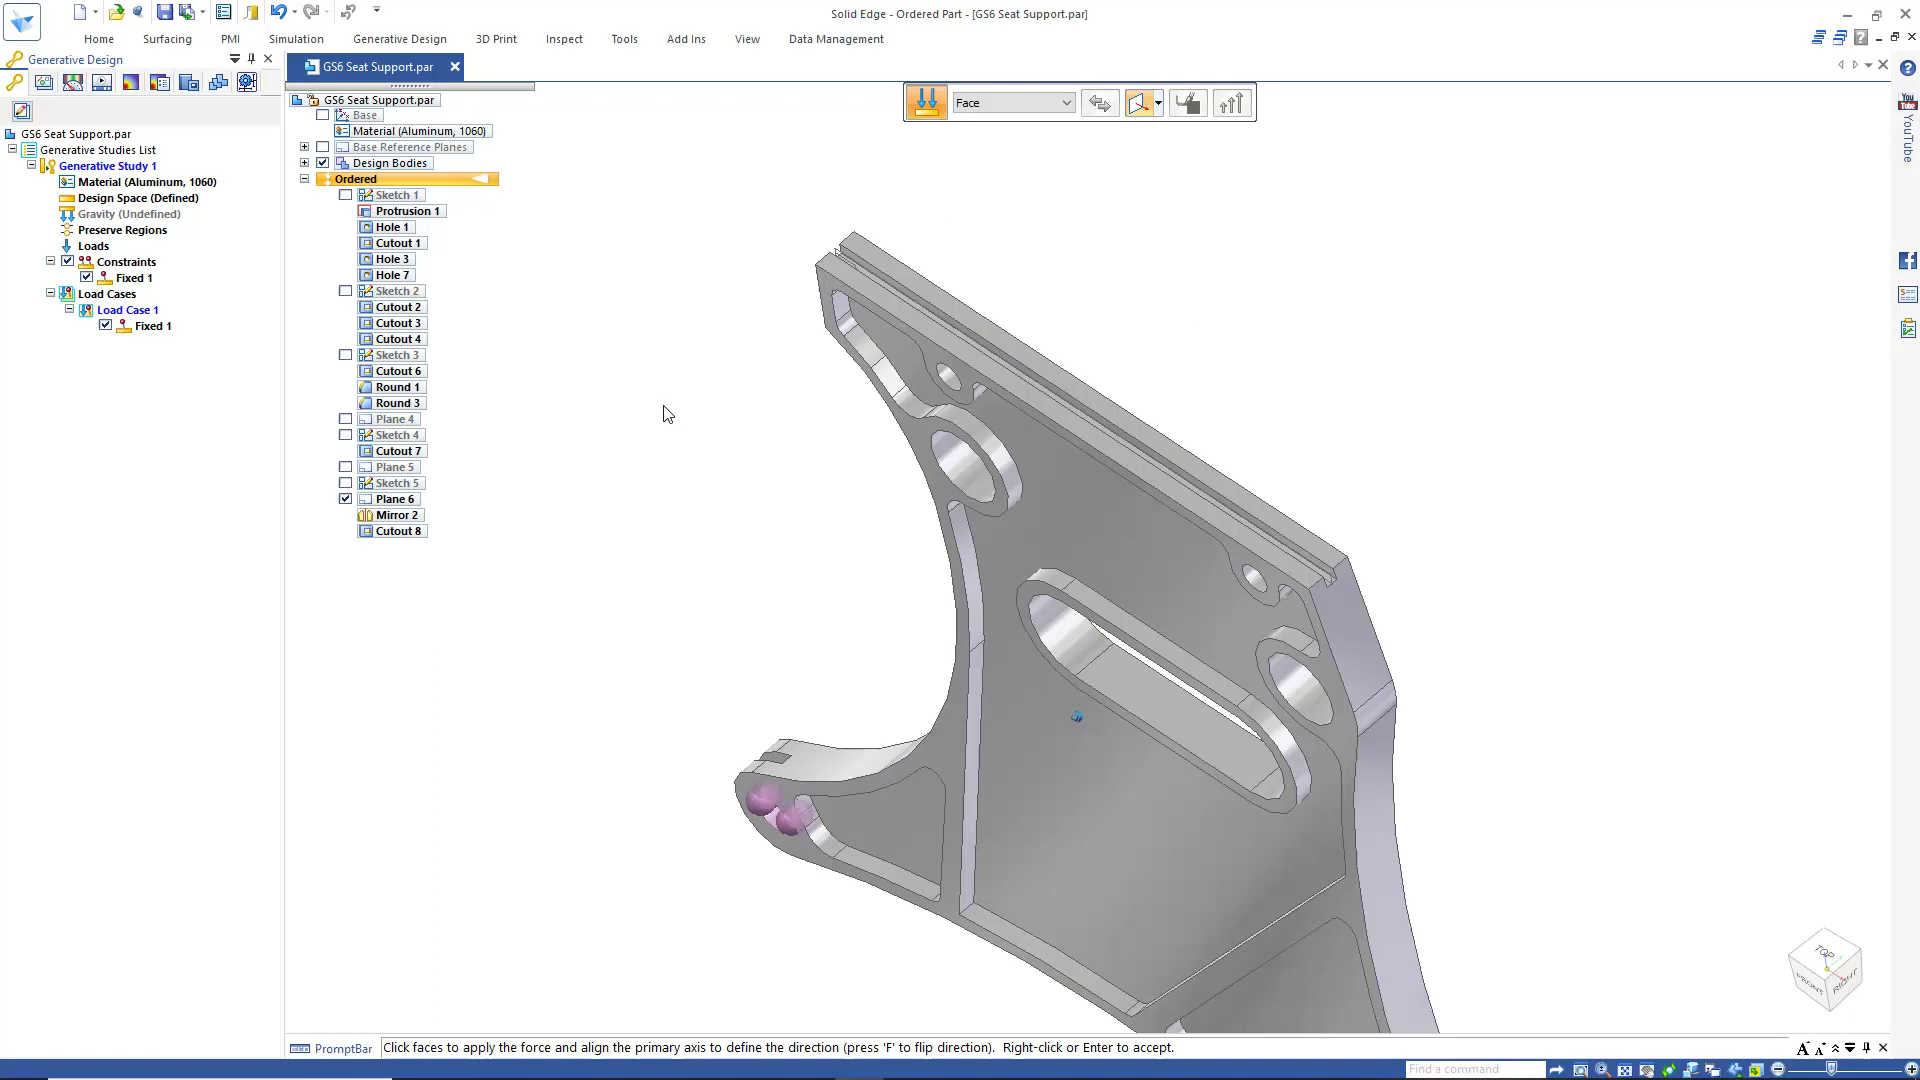 Solid Edge - Ordered Part - [GS6 Seat Support.par]
Home Surfacing PMI Simulation Generative Design 3D Print Inspect Tools Add Ins View Data Management
Generative Design
GS6 Seat Support.par
GS6 Seat Support.par
Generative Studies List
Generative Study 1
Material (Aluminum, 1060)
Design Space (Defined)
Gravity (Undefined)
Preserve Regions
Loads
Constraints
Fixed 1
Load Cases
Load Case 1
Fixed 1
GS6 Seat Support.par
Base
Material (Aluminum, 1060)
Base Reference Planes
Design Bodies
Ordered
Sketch 1
Protrusion 1
Hole 1
Cutout 1
Hole 3
Hole 7
Sketch 2
Cutout 2
Cutout 3
Cutout 4
Sketch 3
Cutout 6
Round 1
Round 3
Plane 4
Sketch 4
Cutout 7
Plane 5
Sketch 5
Plane 6
Mirror 2
Cutout 8
Face
You
Tube
YouTube
TOP
FRONT
RIGHT
PromptBar
Click faces to apply the force and align the primary axis to define the direction (press 'F' to flip direction).  Right-click or Enter to accept.
Find a command